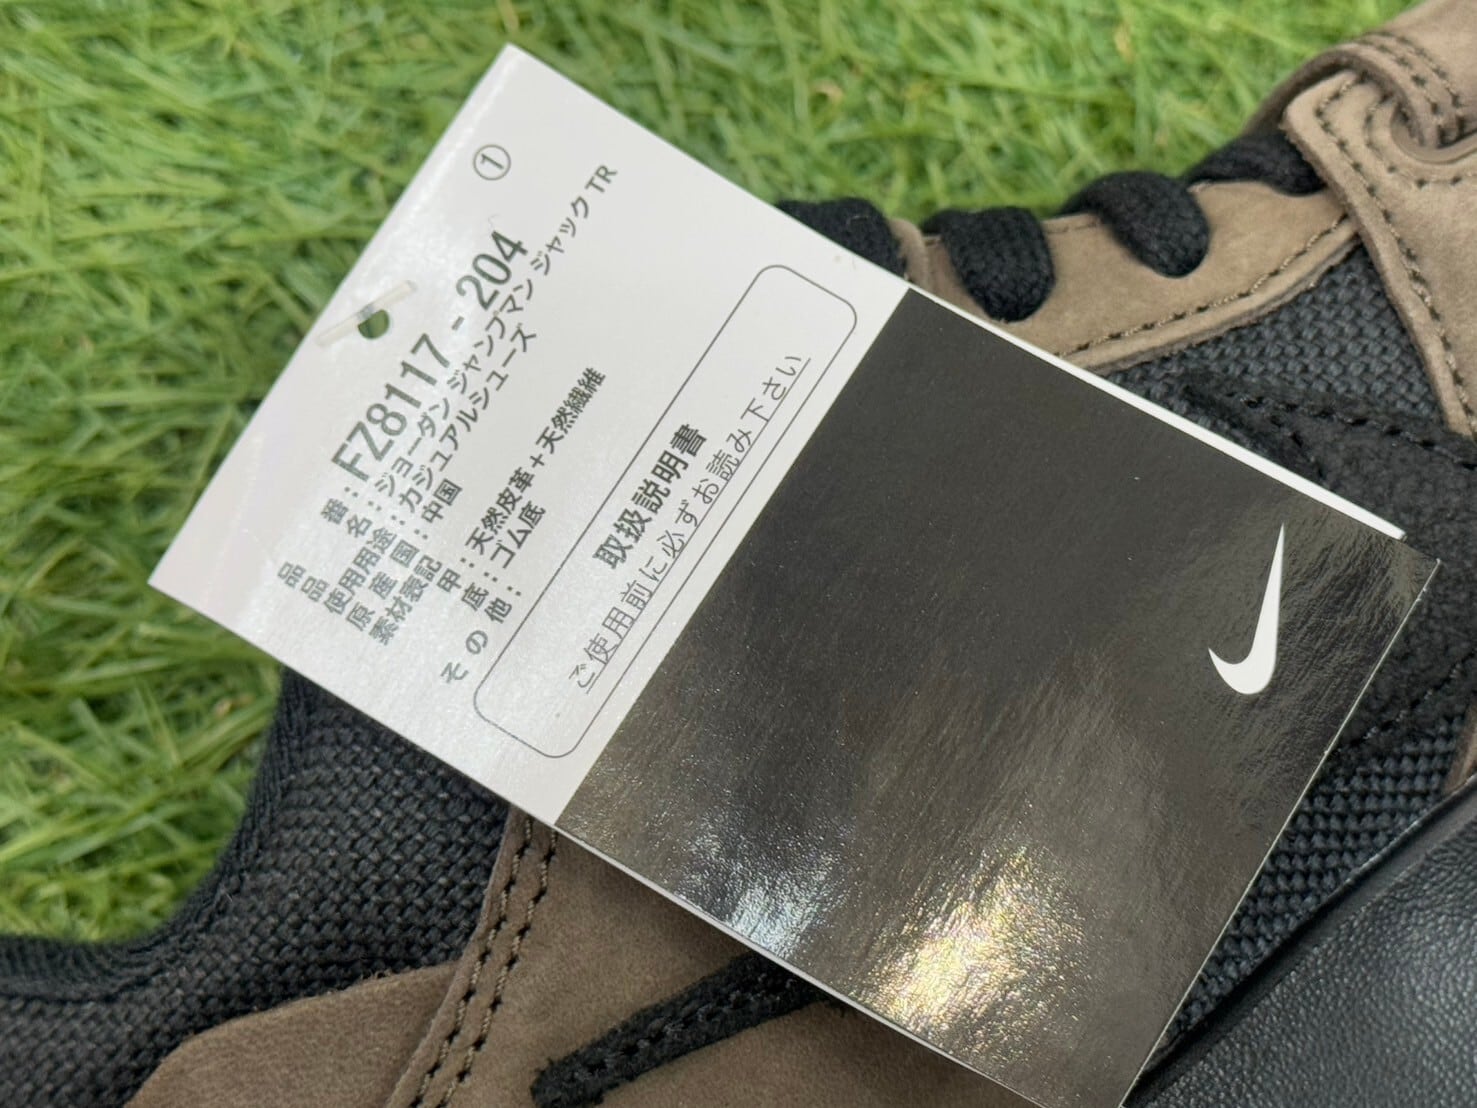 ①
品番：FZ8117 - 204
品名：ジョーダン ジャンプマン ジャック TR
使用用途：カジュアルシューズ
原産国：中国
素材表記
甲：天然皮革＋天然繊維
底：ゴム底
その他：
取扱説明書
ご使用前に必ずお読み下さい